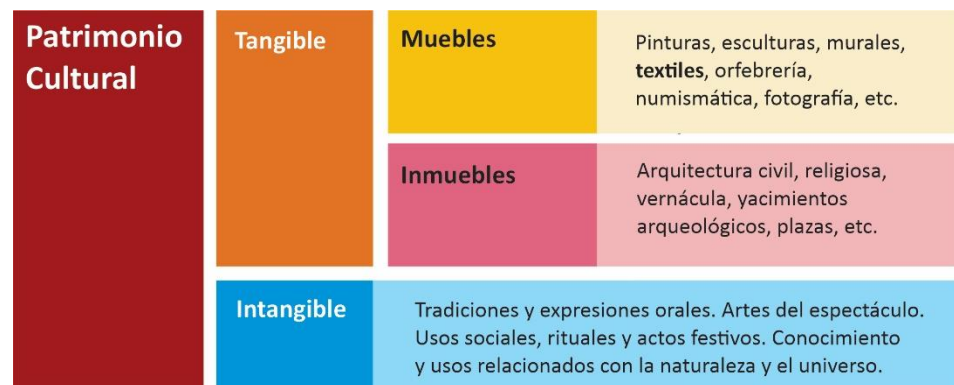 Patrimonio
Cultural
Tangible
Muebles
Pinturas, esculturas, murales,
textiles, orfebrería,
numismática, fotografía, etc.
Inmuebles
Arquitectura civil, religiosa,
vernácula, yacimientos
arqueológicos, plazas, etc.
Intangible
Tradiciones y expresiones orales. Artes del espectáculo.
Usos sociales, rituales y actos festivos. Conocimiento
y usos relacionados con la naturaleza y el universo.